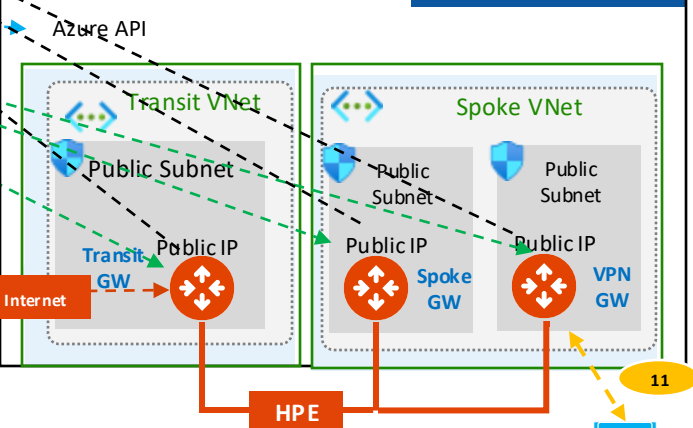 Azure API
Transit VNet
Spoke VNet
Public Subnet
Public
Subnet
Public
Subnet
Public IP
Public IP
Public IP
Transit
GW
Spoke
GW
VPN
GW
Internet
11
HPE